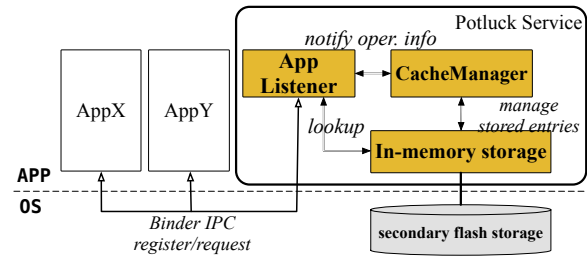 Potluck Service
notify oper. info
App
Listener
CacheManager
AppX
AppY
lookup
manage
stored entries
In-memory storage
APP
OS
Binder IPC
register/request
secondary flash storage